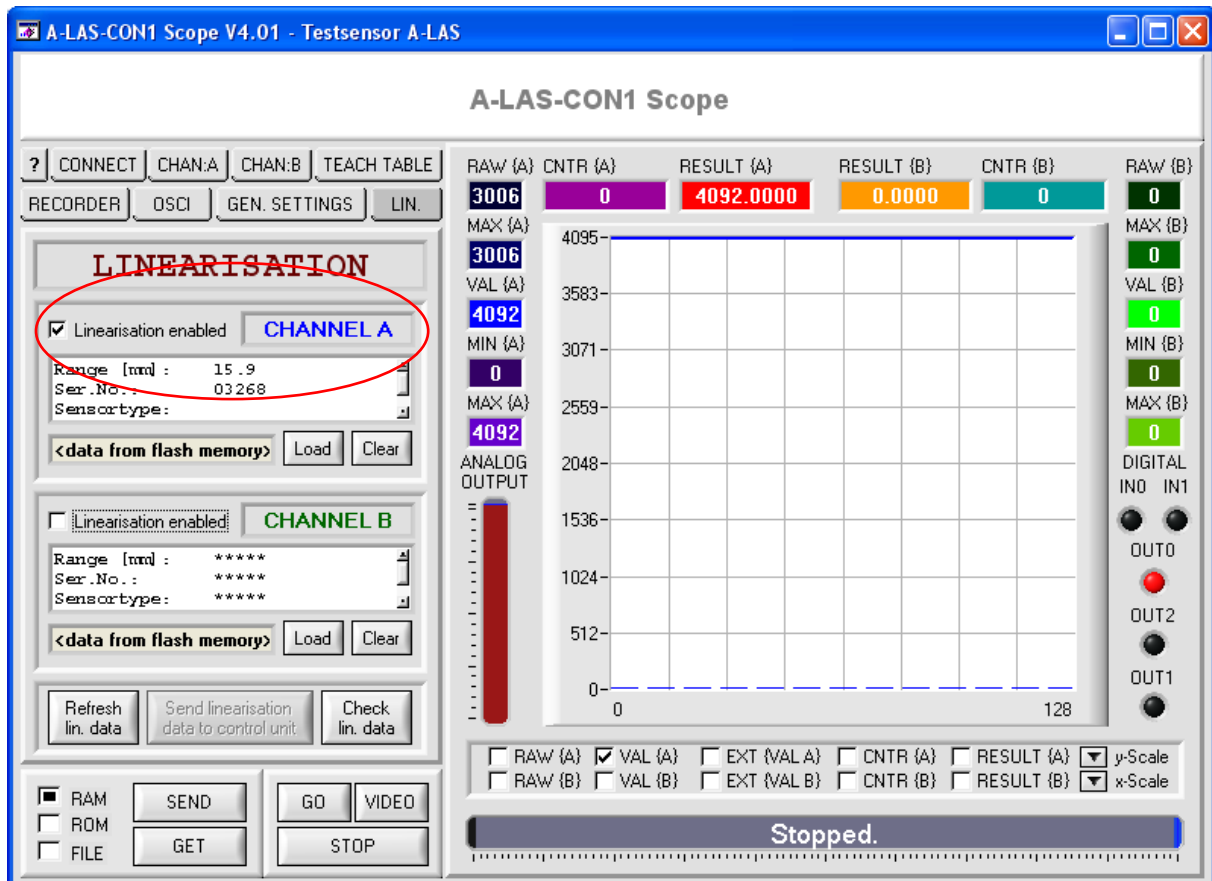 A-LAS-CON1 Scope V4.01 - Testsensor A-LAS
A-LAS-CON1 Scope
? CONNECT CHAN:A CHAN:B TEACH TABLE
RECORDER OSCI GEN. SETTINGS LIN.
LINEARISATION
Linearisation enabled CHANNEL A
Range [mm] : 15.9
Ser.No.: 03268
Sensortype:
<data from flash memory> Load Clear
Linearisation enabled CHANNEL B
Range [mm] : *****
Ser.No.: *****
Sensortype: *****
<data from flash memory> Load Clear
Refresh
lin. data
Send linearisation
data to control unit
Check
lin. data
RAM
ROM
FILE
SEND
GET
GO VIDEO
STOP
RAW {A} CNTR {A} RESULT {A} RESULT {B} CNTR {B} RAW {B}
3006 0 4092.0000 0.0000 0 0
MAX {A}
3006
VAL {A}
4092
MIN {A}
0
MAX {A}
4092
ANALOG
OUTPUT
4095
3583
3071
2559
2048
1536
1024
512
0
0 128
MAX {B}
0
VAL {B}
0
MIN {B}
0
MAX {B}
0
DIGITAL
IN0 IN1
OUT0
OUT2
OUT1
RAW {A} VAL {A} EXT {VAL A} CNTR {A} RESULT {A} y-Scale
RAW {B} VAL {B} EXT {VAL B} CNTR {B} RESULT {B} x-Scale
Stopped.